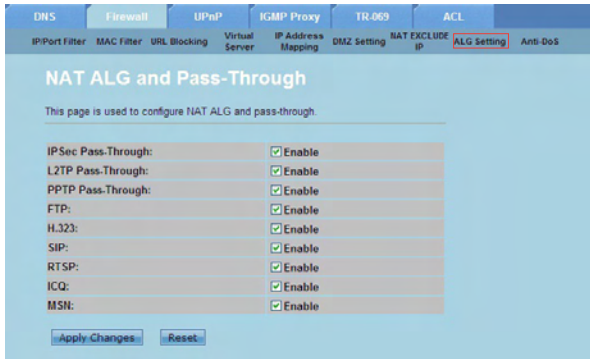 DNS Firewall UPnP IGMP Proxy TR-069 ACL
IP/Port Filter MAC Filter URL Blocking Virtual Server IP Address Mapping DMZ Setting NAT EXCLUDE IP ALG Setting Anti-DoS
NAT ALG and Pass-Through
This page is used to configure NAT ALG and pass-through.
IPSec Pass-Through: Enable
L2TP Pass-Through: Enable
PPTP Pass-Through: Enable
FTP: Enable
H.323: Enable
SIP: Enable
RTSP: Enable
ICQ: Enable
MSN: Enable
Apply Changes Reset